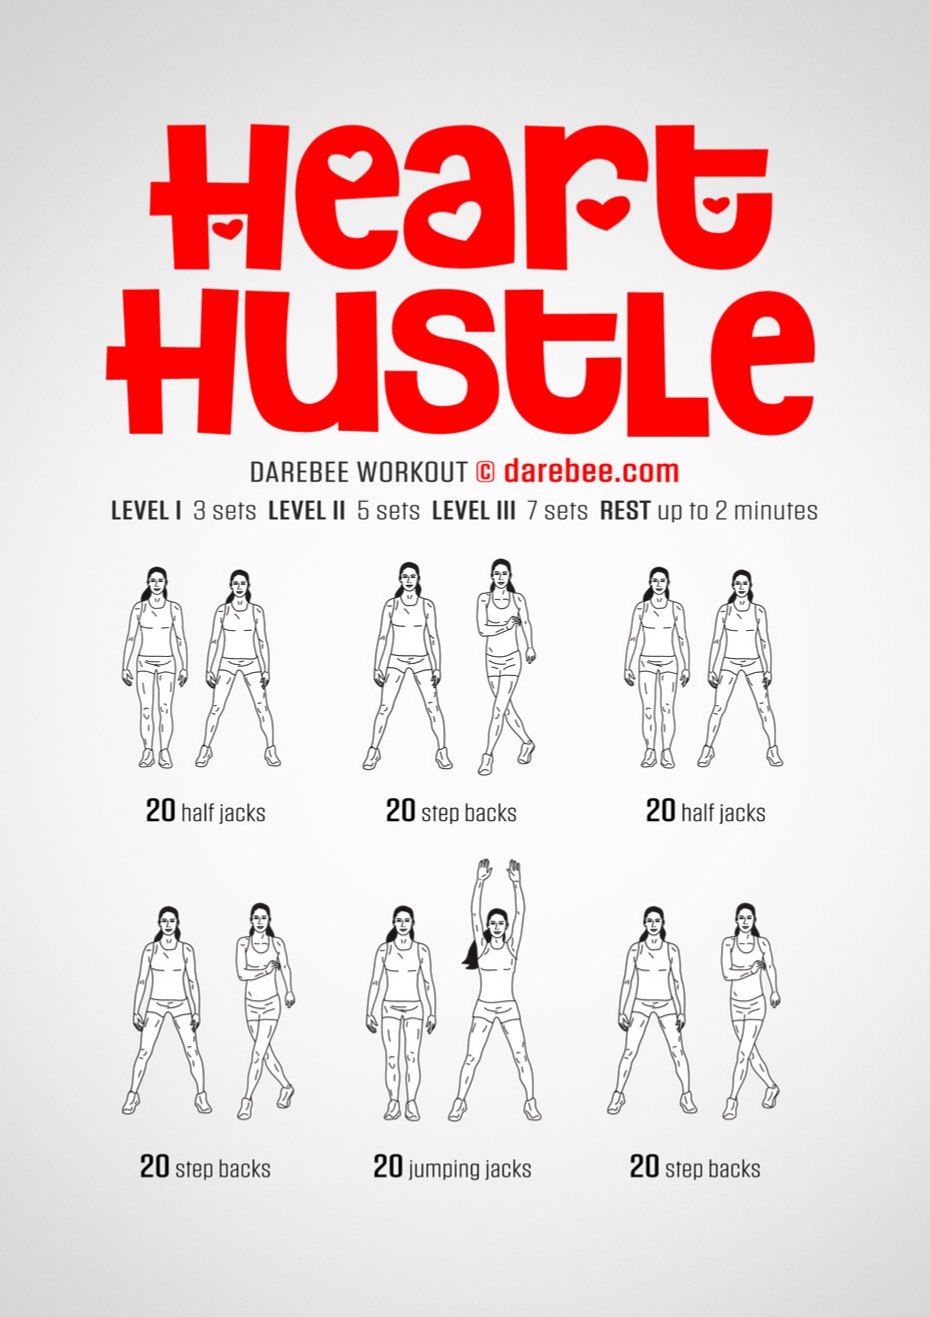 Heart
Hustle
DAREBEE WORKOUT © darebee.com
LEVEL I 3 sets LEVEL II 5 sets LEVEL III 7 sets REST up to 2 minutes
20 half jacks
20 step backs
20 half jacks
20 step backs
20 jumping jacks
20 step backs